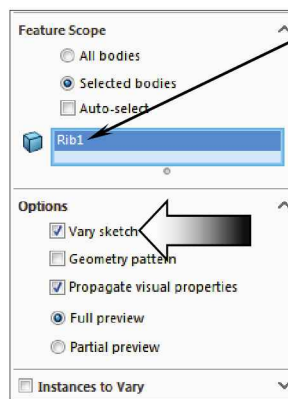 Feature Scope
All bodies
Selected bodies
Auto-select
Rib1
Options
Vary sketch
Geometry pattern
Propagate visual properties
Full preview
Partial preview
Instances to Vary